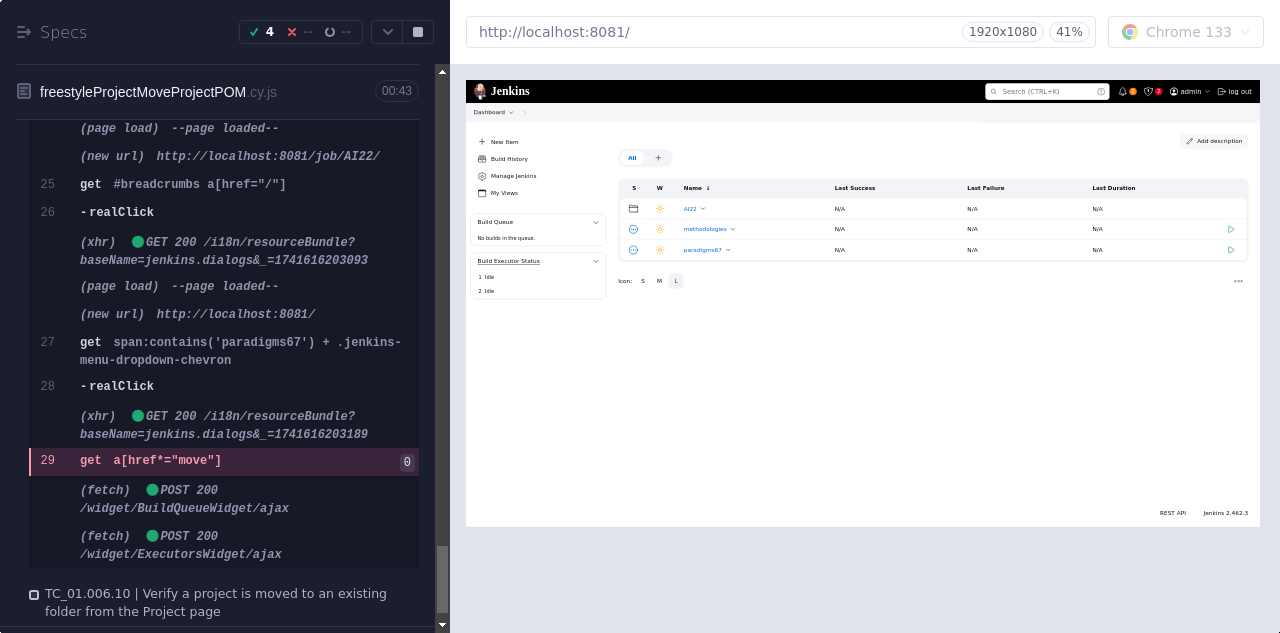 Specs
4
--
--
freestyleProjectMoveProjectPOM.cy.js
00:43
(page load) --page loaded--
(new url) http://localhost:8081/job/AI22/
25 get #breadcrumbs a[href="/"]
26 -realClick
(xhr) GET 200 /i18n/resourceBundle?
baseName=jenkins.dialogs&_=1741616203093
(page load) --page loaded--
(new url) http://localhost:8081/
27 get span:contains('paradigms67') + .jenkins-
menu-dropdown-chevron
28 -realClick
(xhr) GET 200 /i18n/resourceBundle?
baseName=jenkins.dialogs&_=1741616203189
29 get a[href*="move"] 0
(fetch) POST 200
/widget/BuildQueueWidget/ajax
(fetch) POST 200
/widget/ExecutorsWidget/ajax
TC_01.006.10 | Verify a project is moved to an existing
folder from the Project page
http://localhost:8081/ 1920x1080 41% Chrome 133
Jenkins
Search (CTRL+K)
2
2
admin
log out
Dashboard
New Item
Build History
Manage Jenkins
My Views
Build Queue
No builds in the queue.
Build Executor Status
1 Idle
2 Idle
Add description
All +
S W Name ↓ Last Success Last Failure Last Duration
AI22 N/A N/A N/A
methodologies N/A N/A N/A
paradigms67 N/A N/A N/A
Icon: S M L
REST API Jenkins 2.462.3